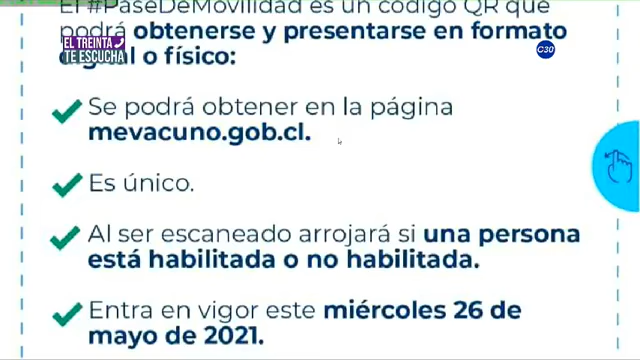 El #PaseDeMovilidad es un código QR que
podrá obtenerse y presentarse en formato
EL TREINTA
TE ESCUCHA
C30
o físico:
Se podrá obtener en la página
mevacuno.gob.cl.
Es único.
Al ser escaneado arrojará si una persona
está habilitada o no habilitada.
Entra en vigor este miércoles 26 de
mayo de 2021.